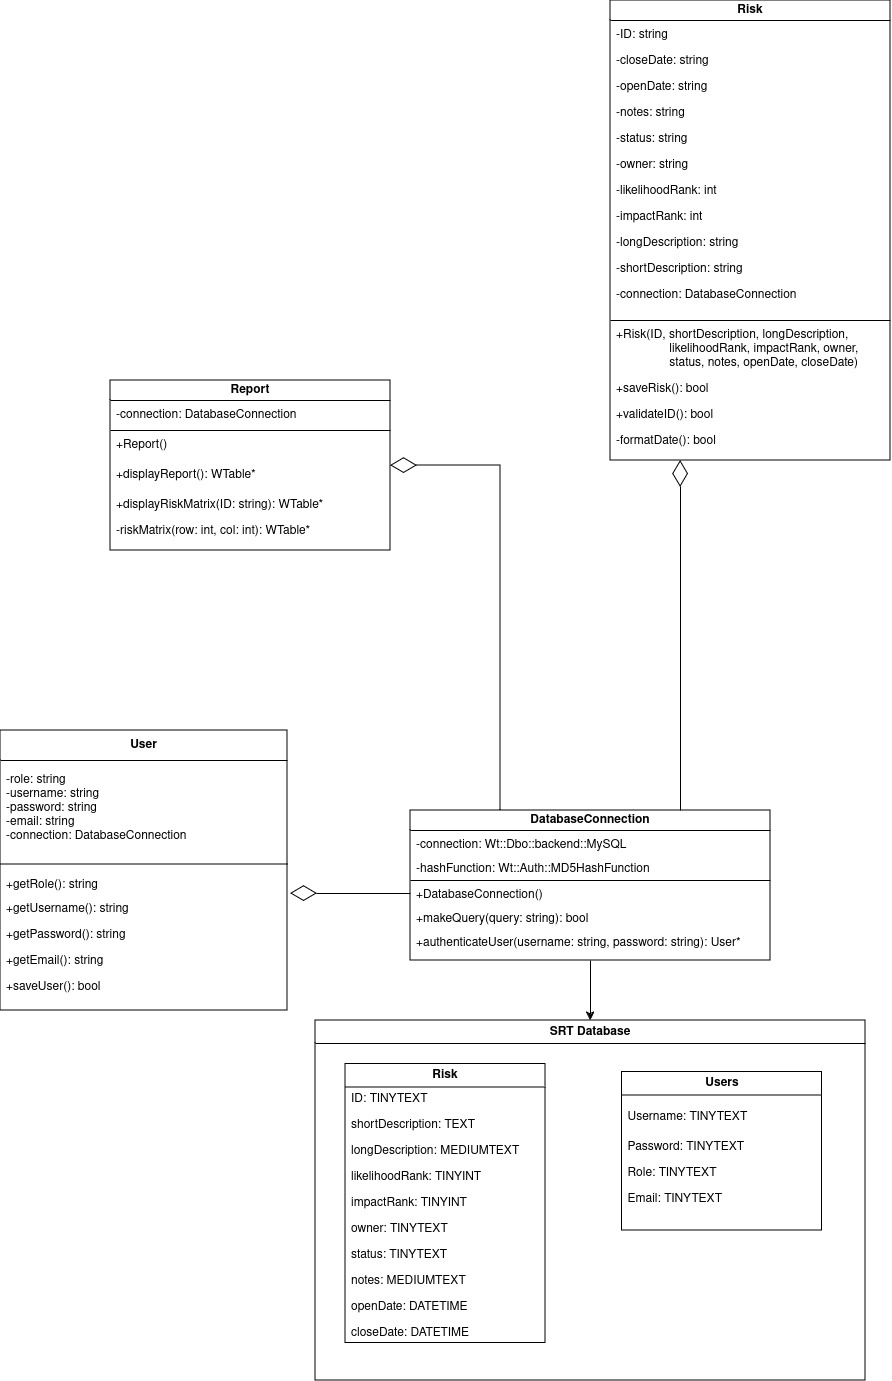 Risk
-ID: string
-closeDate: string
-openDate: string
-notes: string
-status: string
-owner: string
-likelihoodRank: int
-impactRank: int
-longDescription: string
-shortDescription: string
-connection: DatabaseConnection
+Risk(ID, shortDescription, longDescription,
likelihoodRank, impactRank, owner,
status, notes, openDate, closeDate)
+saveRisk(): bool
+validateID(): bool
-formatDate(): bool
Report
-connection: DatabaseConnection
+Report()
+displayReport(): WTable*
+displayRiskMatrix(ID: string): WTable*
-riskMatrix(row: int, col: int): WTable*
User
-role: string
-username: string
-password: string
-email: string
-connection: DatabaseConnection
+getRole(): string
+getUsername(): string
+getPassword(): string
+getEmail(): string
+saveUser(): bool
DatabaseConnection
-connection: Wt::Dbo::backend::MySQL
-hashFunction: Wt::Auth::MD5HashFunction
+DatabaseConnection()
+makeQuery(query: string): bool
+authenticateUser(username: string, password: string): User*
SRT Database
Risk
ID: TINYTEXT
shortDescription: TEXT
longDescription: MEDIUMTEXT
likelihoodRank: TINYINT
impactRank: TINYINT
owner: TINYTEXT
status: TINYTEXT
notes: MEDIUMTEXT
openDate: DATETIME
closeDate: DATETIME
Users
Username: TINYTEXT
Password: TINYTEXT
Role: TINYTEXT
Email: TINYTEXT